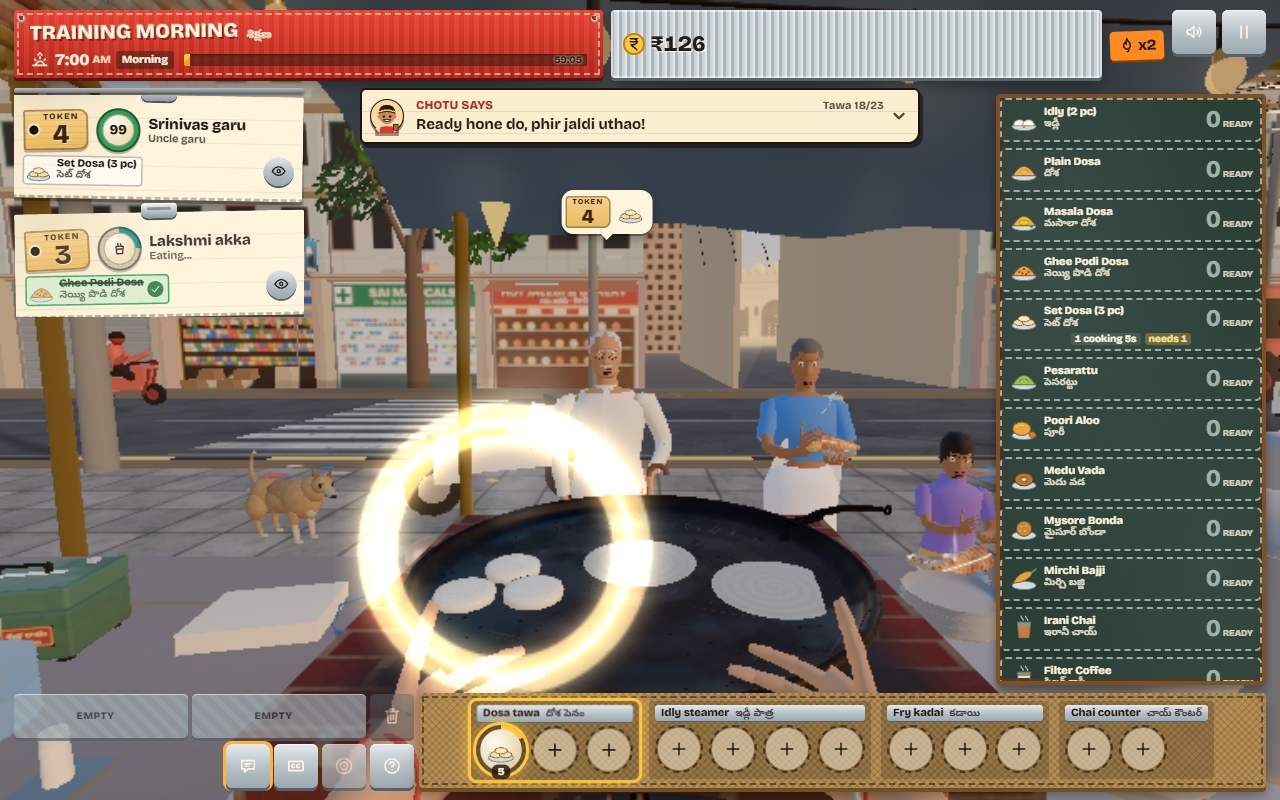 TRAINING MORNING శిక్షణ
7:00 AM Morning
59:05
₹ ₹126
x2
TOKEN
4
99
Srinivas garu
Uncle garu
Set Dosa (3 pc)
సెట్ దోశ
TOKEN
3
Lakshmi akka
Eating...
Ghee Podi Dosa
నెయ్యి పొడి దోశ
CHOTU SAYS
Tawa 18/23
Ready hone do, phir jaldi uthao!
TOKEN
4
Idly (2 pc)
ఇడ్లీ
0 READY
Plain Dosa
దోశ
0 READY
Masala Dosa
మసాలా దోశ
0 READY
Ghee Podi Dosa
నెయ్యి పొడి దోశ
0 READY
Set Dosa (3 pc)
సెట్ దోశ
0 READY
1 cooking 5s needs 1
Pesarattu
పెసరట్టు
0 READY
Poori Aloo
పూరీ
0 READY
Medu Vada
మెదు వడ
0 READY
Mysore Bonda
మైసూర్ బోండా
0 READY
Mirchi Bajji
మిర్చి బజ్జి
0 READY
Irani Chai
ఇరానీ చాయ్
0 READY
Filter Coffee
EMPTY
EMPTY
Dosa tawa దోశ పెనం
5
Idly steamer ఇడ్లీ పాత్ర
Fry kadai కడాయి
Chai counter చాయ్ కౌంటర్